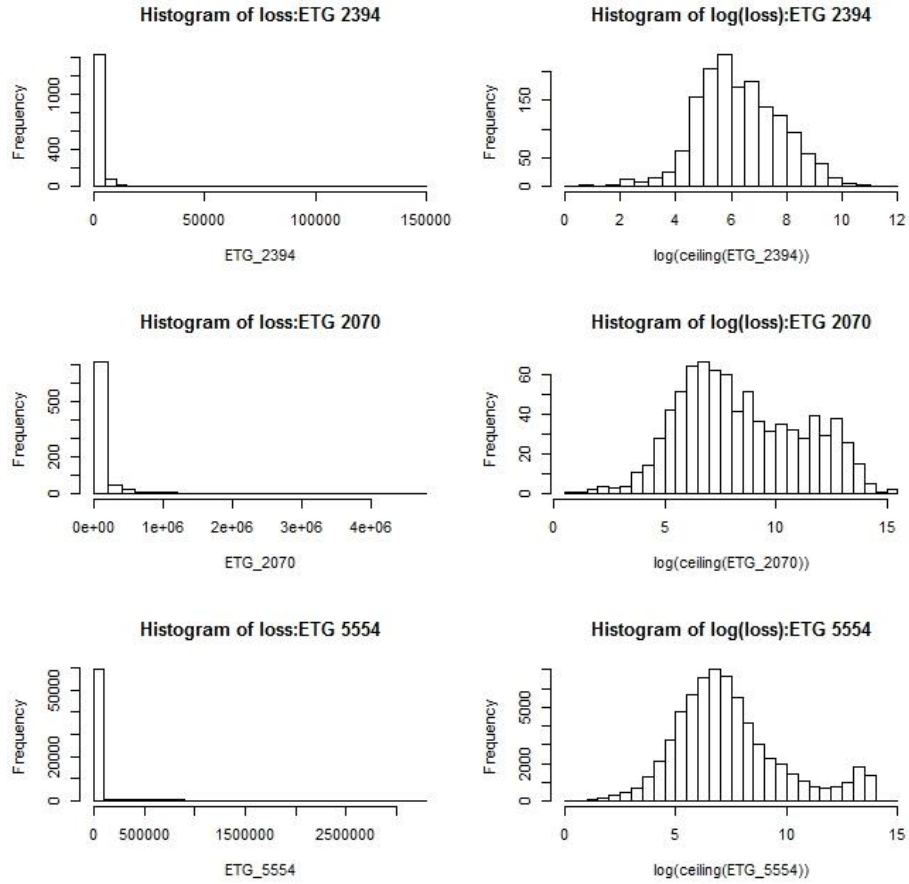 Histogram of loss:ETG 2394
Frequency
0 400 1000
0 50000 100000 150000
ETG_2394
Histogram of log(loss):ETG 2394
Frequency
0 50 150
0 2 4 6 8 10 12
log(ceiling(ETG_2394))
Histogram of loss:ETG 2070
Frequency
0 200 500
0e+00 1e+06 2e+06 3e+06 4e+06
ETG_2070
Histogram of log(loss):ETG 2070
Frequency
0 20 40 60
0 5 10 15
log(ceiling(ETG_2070))
Histogram of loss:ETG 5554
Frequency
0 20000 50000
0 500000 1500000 2500000
ETG_5554
Histogram of log(loss):ETG 5554
Frequency
0 2000 5000
0 5 10 15
log(ceiling(ETG_5554))